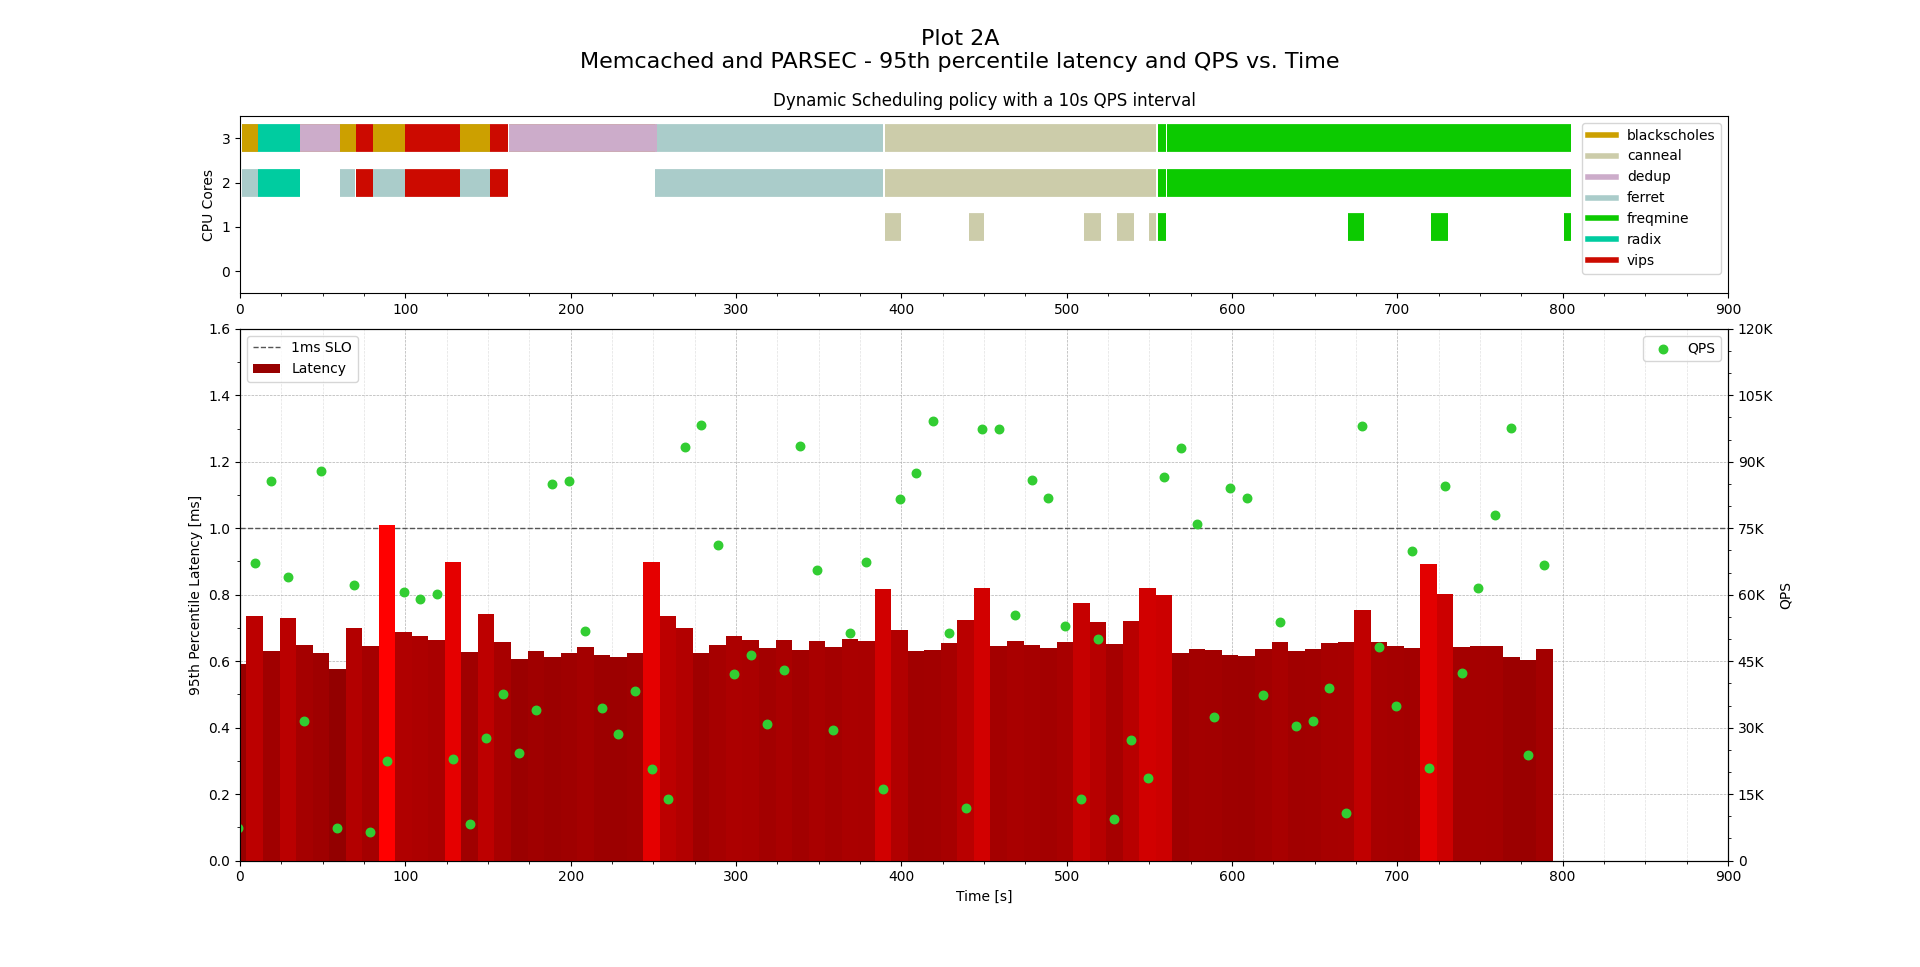 Plot 2A
Memcached and PARSEC - 95th percentile latency and QPS vs. Time
Dynamic Scheduling policy with a 10s QPS interval
CPU Cores
3
2
1
0
blackscholes
canneal
dedup
ferret
freqmine
radix
vips
0 100 200 300 400 500 600 700 800 900
95th Percentile Latency [ms]
1.6
1.4
1.2
1.0
0.8
0.6
0.4
0.2
0.0
1ms SLO
Latency
QPS
120K
105K
90K
75K
60K
45K
30K
15K
0
QPS
0 100 200 300 400 500 600 700 800 900
Time [s]